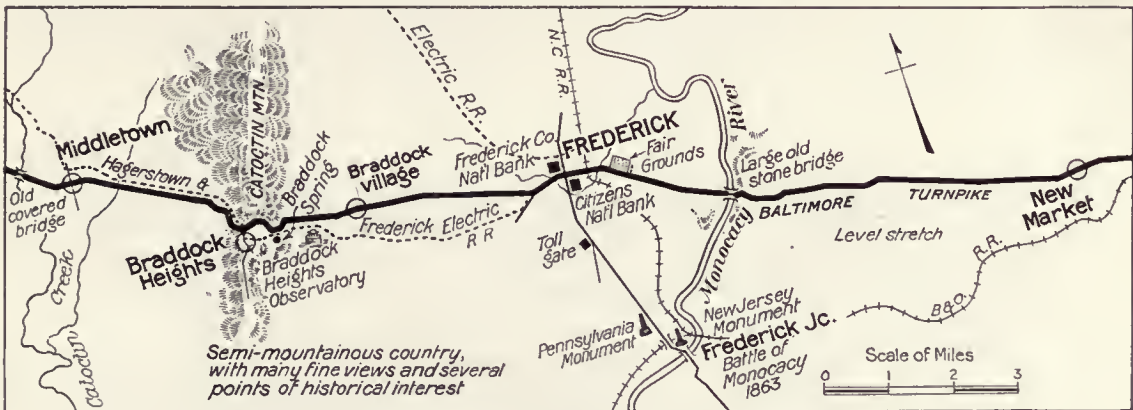 Middletown
Old
covered
bridge
Catoctin Creek
Hagerstown &
CATOCTIN MTN.
Braddock
Heights
Braddock
Spring
Braddock
Heights
Observatory
Braddock
Village
Frederick Electric
R R
Electric R.R.
N.C R.R.
Frederick Co.
Nat'l Bank
FREDERICK
Fair
Grounds
Citizens
Nat'l Bank
Toll
gate
Monocacy River
Large old
stone bridge
BALTIMORE TURNPIKE
New
Market
Level stretch
B&O. R.R.
Pennsylvania
Monument
New Jersey
Monument
Frederick Jc.
Battle of
Monocacy
1863
Semi-mountainous country,
with many fine views and several
points of historical interest
Scale of Miles
0 1 2 3